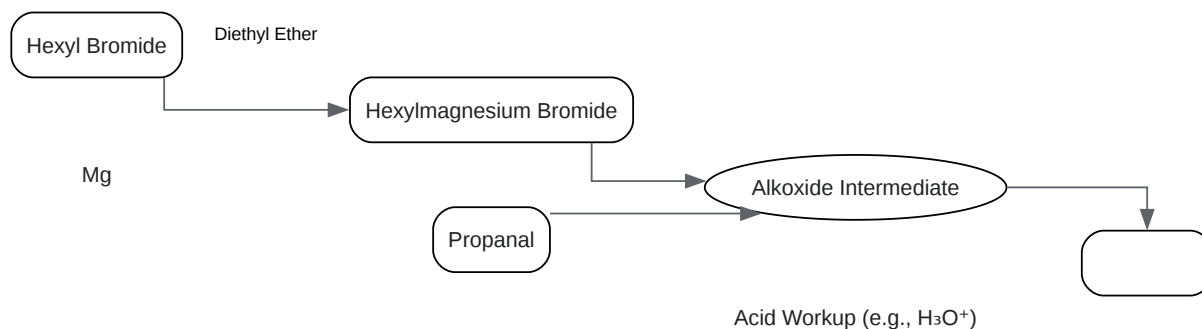 Hexyl Bromide
Diethyl Ether
Hexylmagnesium Bromide
Mg
Alkoxide Intermediate
Propanal
Acid Workup (e.g., H₃O⁺)